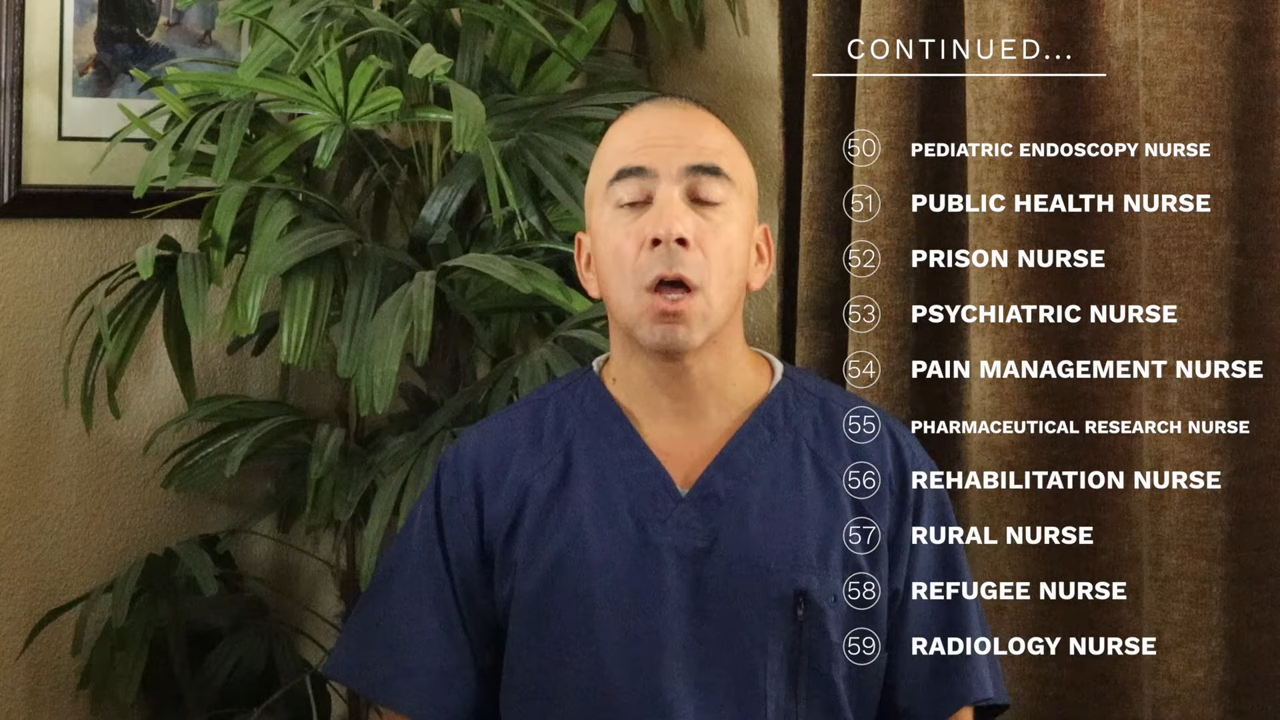 CONTINUED...
50 PEDIATRIC ENDOSCOPY NURSE
51 PUBLIC HEALTH NURSE
52 PRISON NURSE
53 PSYCHIATRIC NURSE
54 PAIN MANAGEMENT NURSE
55 PHARMACEUTICAL RESEARCH NURSE
56 REHABILITATION NURSE
57 RURAL NURSE
58 REFUGEE NURSE
59 RADIOLOGY NURSE